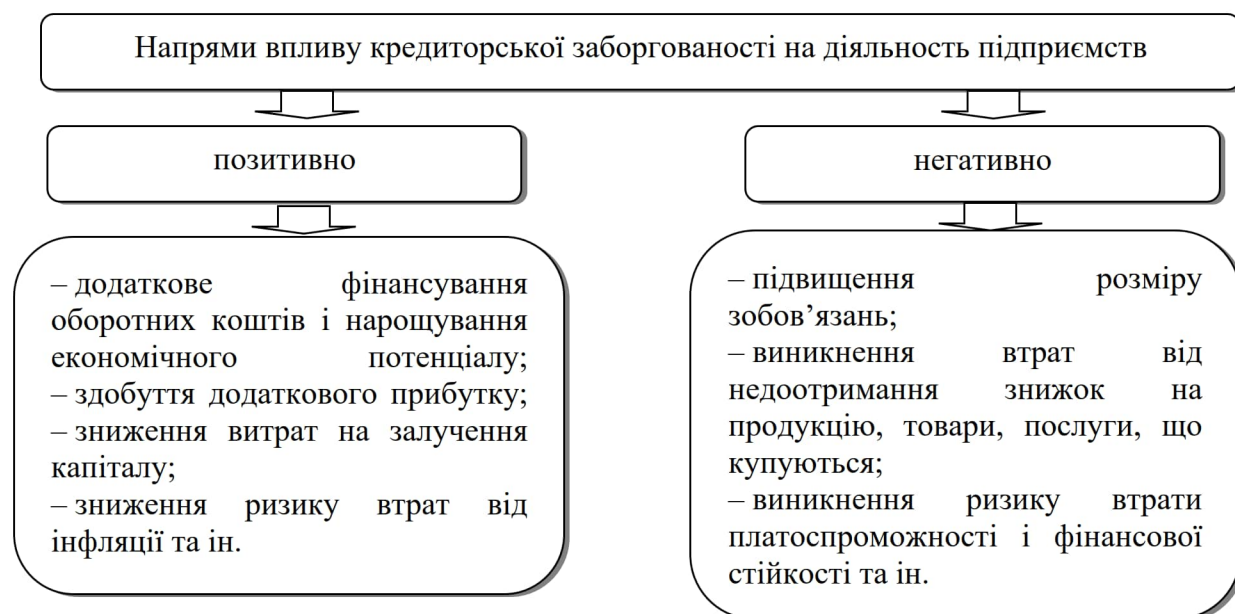 Напрями впливу кредиторської заборгованості на діяльность підприємств
позитивно
негативно
– додаткове фінансування
оборотних коштів і нарощування
економічного потенціалу;
– здобуття додаткового прибутку;
– зниження витрат на залучення
капіталу;
– зниження ризику втрат від
інфляції та ін.
– підвищення розміру
зобов’язань;
– виникнення втрат від
недоотримання знижок на
продукцію, товари, послуги, що
купуються;
– виникнення ризику втрати
платоспроможності і фінансової
стійкості та ін.